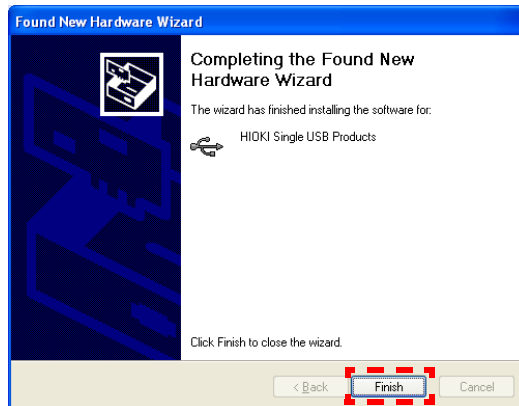 Found New Hardware Wizard
Completing the Found New
Hardware Wizard
The wizard has finished installing the software for:
HIOKI Single USB Products
Click Finish to close the wizard.
< Back
Finish
Cancel